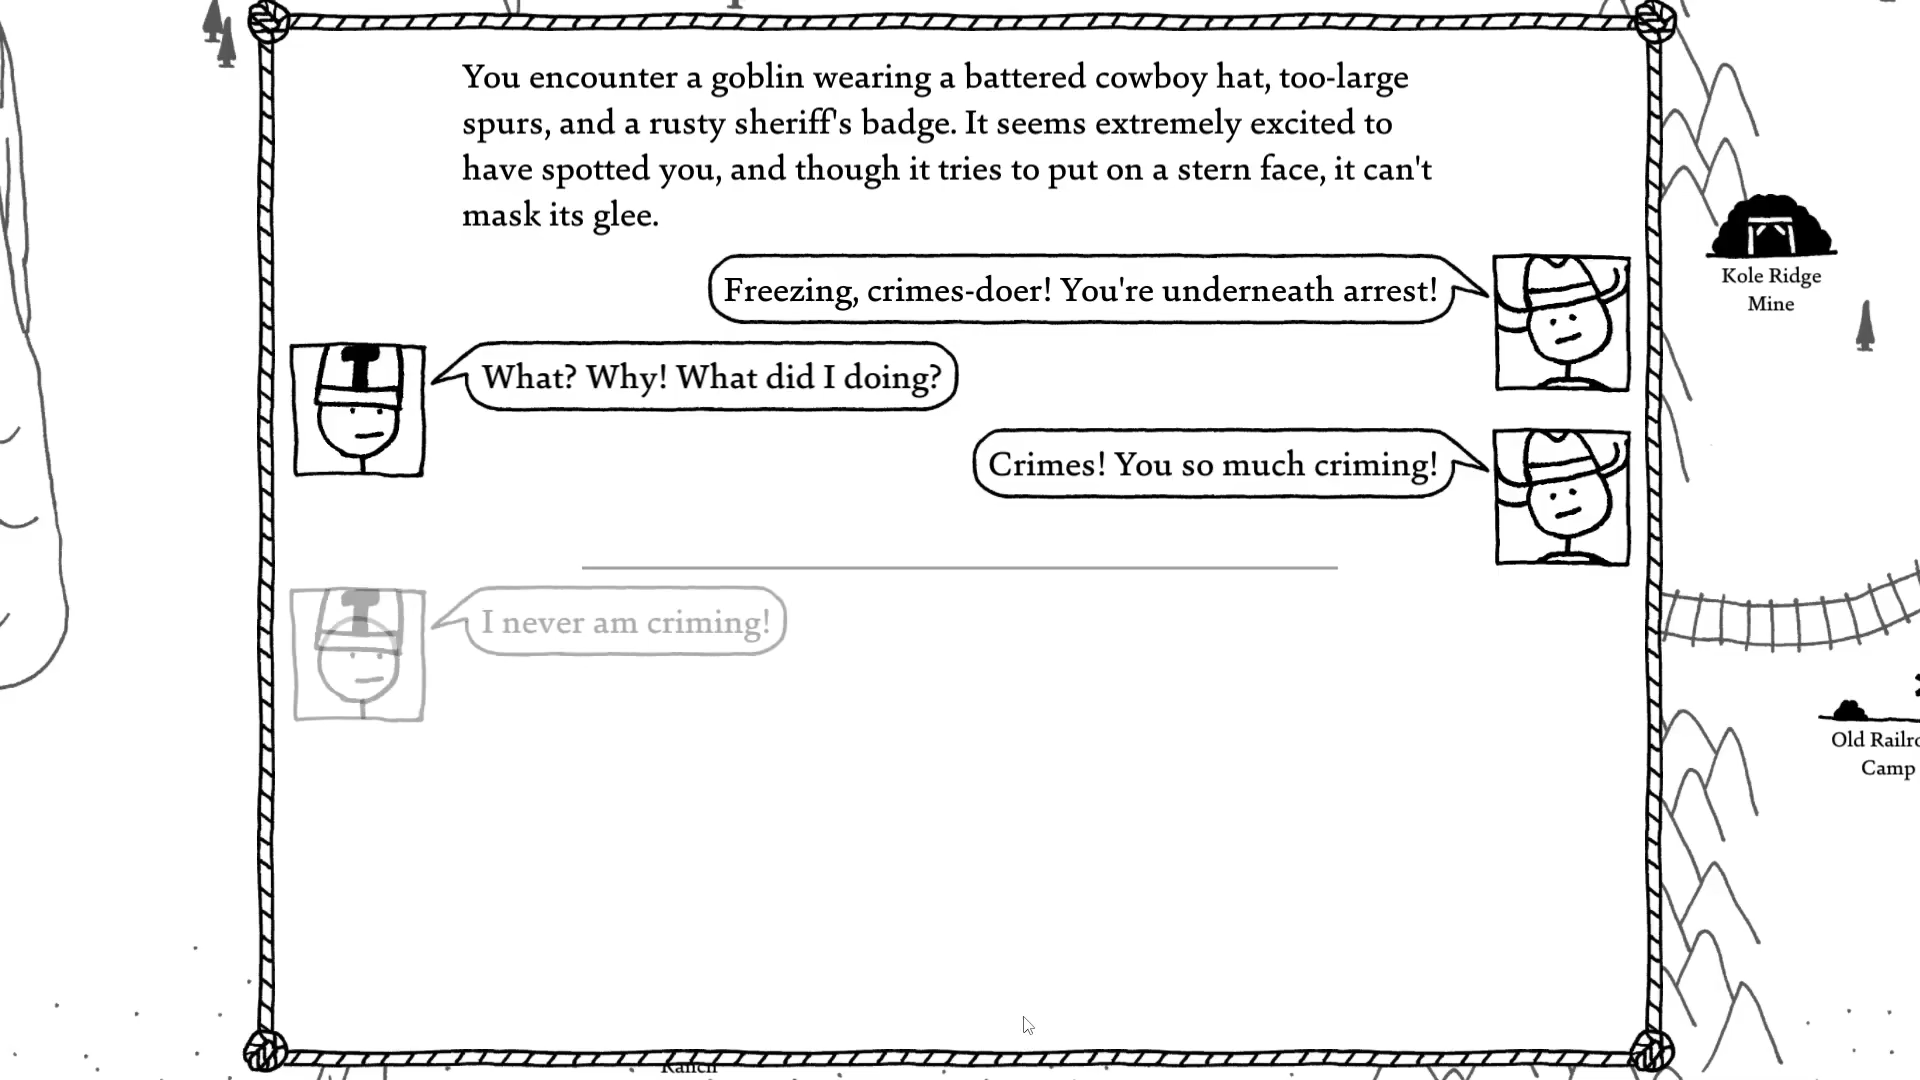 You encounter a goblin wearing a battered cowboy hat, too-large
spurs, and a rusty sheriff's badge. It seems extremely excited to
have spotted you, and though it tries to put on a stern face, it can't
mask its glee.
Freezing, crimes-doer! You're underneath arrest!
What? Why! What did I doing?
Crimes! You so much criming!
I never am criming!
Kole Ridge
Mine
Old Railro
Camp
Ranch